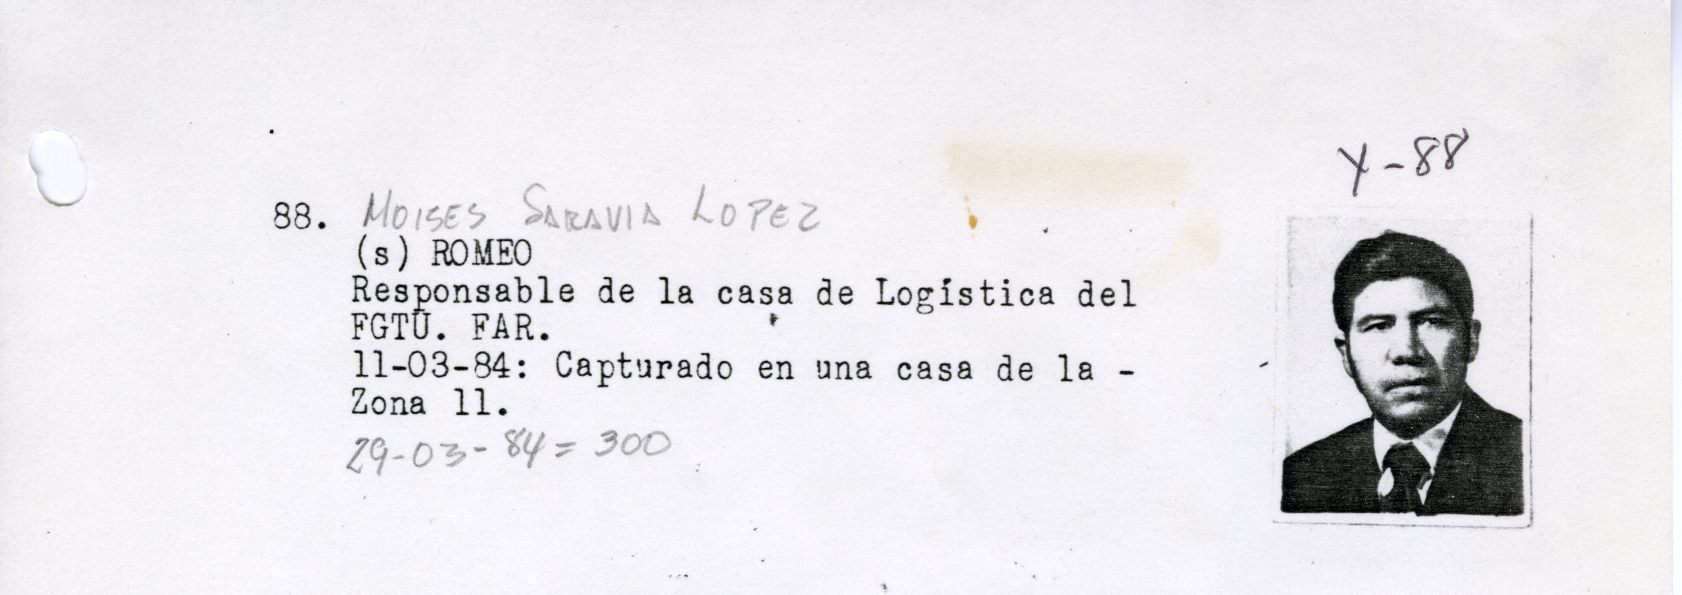 Y-88
88. MOISES SARAVIA LOPEZ
(s) ROMEO
Responsable de la casa de Logística del
FGTU. FAR.
11-03-84: Capturado en una casa de la -
Zona 11.
29-03-84 = 300